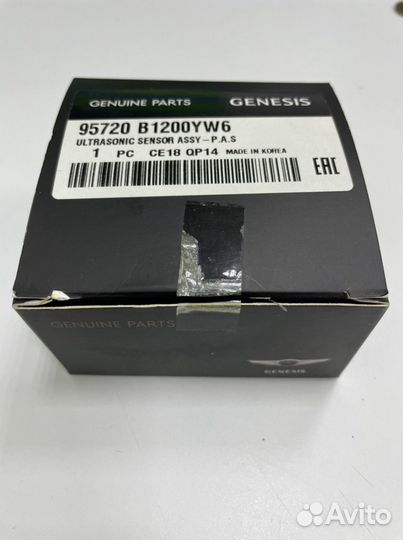 GENUINE PARTS GENESIS
95720 B1200YW6
ULTRASONIC SENSOR ASSY-P.A.S
1 PC CE18 QP14 MADE IN KOREA
EAC
GENUINE PARTS
GENESIS
Avito